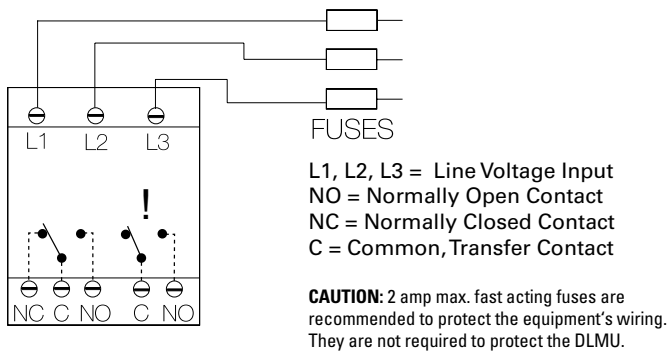 FUSES
L1 L2 L3
!
NC C NO C NO
L1, L2, L3 = Line Voltage Input
NO = Normally Open Contact
NC = Normally Closed Contact
C = Common, Transfer Contact
CAUTION: 2 amp max. fast acting fuses are
recommended to protect the equipment's wiring.
They are not required to protect the DLMU.